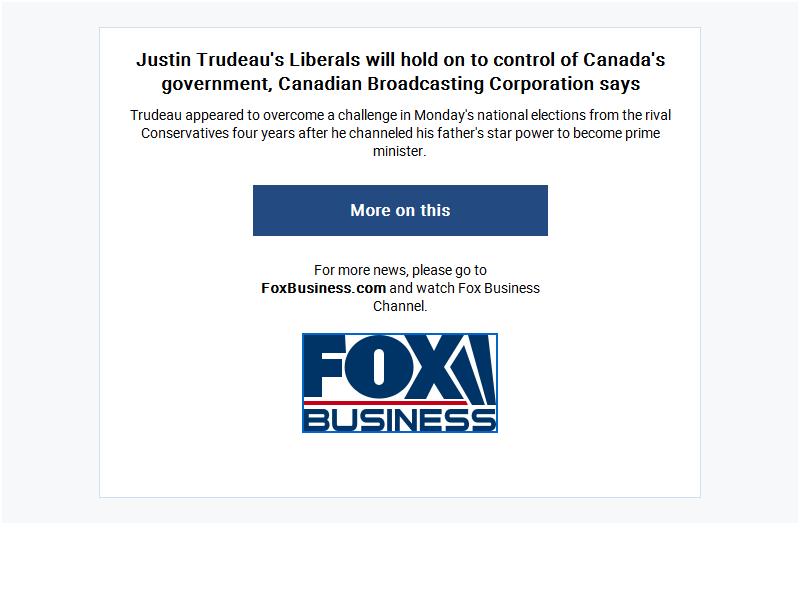 Justin Trudeau's Liberals will hold on to control of Canada's
government, Canadian Broadcasting Corporation says
Trudeau appeared to overcome a challenge in Monday's national elections from the rival
Conservatives four years after he channeled his father's star power to become prime
minister.
More on this
For more news, please go to
FoxBusiness.com and watch Fox Business
Channel.
FOX
BUSINESS